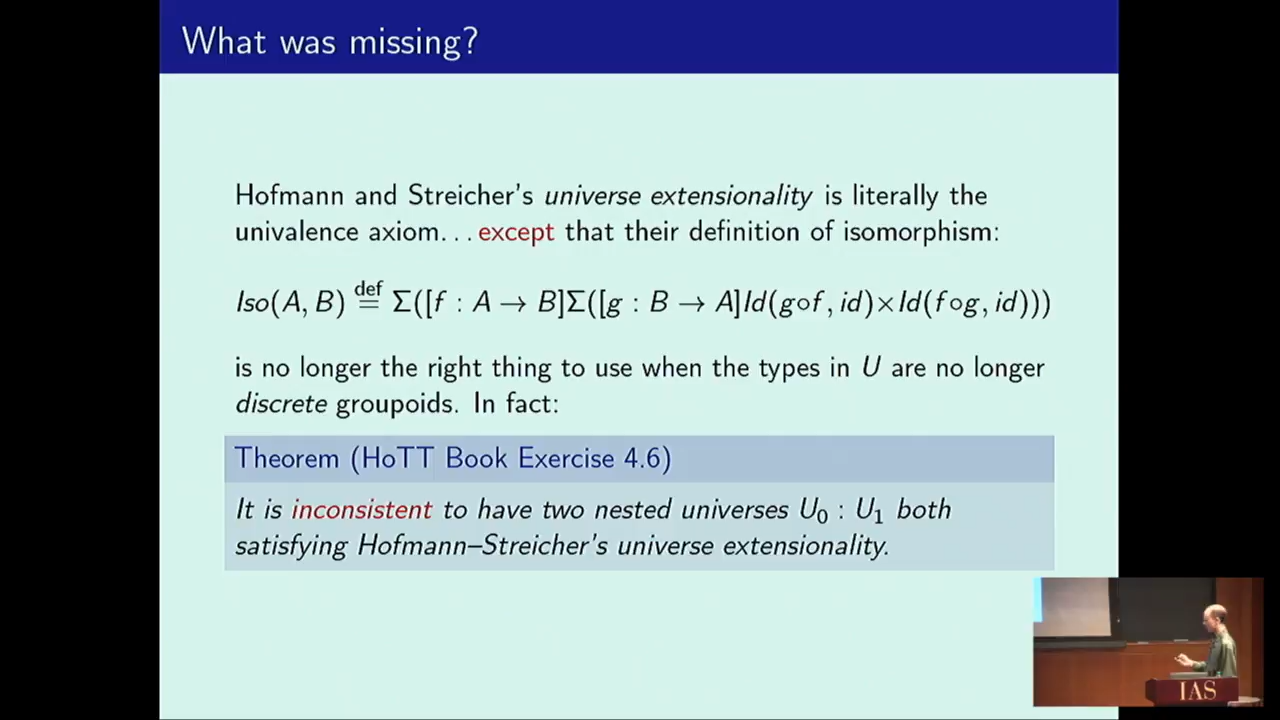 What was missing?
Hofmann and Streicher's universe extensionality is literally the
univalence axiom. . . except that their definition of isomorphism:
Iso(A, B) def= Σ([f : A → B]Σ([g : B → A]Id(g∘f, id)×Id(f∘g, id)))
is no longer the right thing to use when the types in U are no longer
discrete groupoids. In fact:
Theorem (HoTT Book Exercise 4.6)
It is inconsistent to have two nested universes U₀ : U₁ both
satisfying Hofmann–Streicher's universe extensionality.
IAS